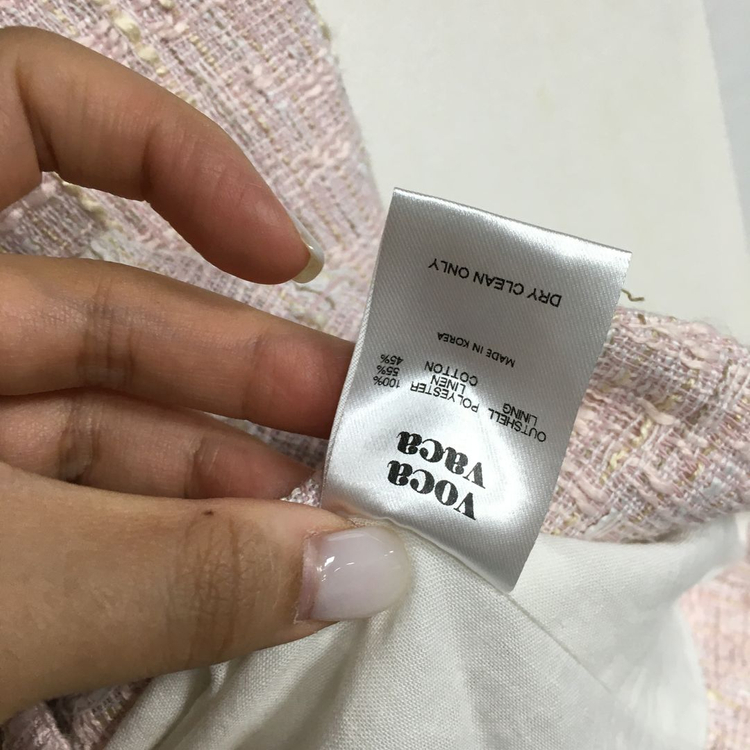 voca
vaca
OUTSHELL POLYESTER 100%
LINING LINEN 55%
COTTON 45%
MADE IN KOREA
DRY CLEAN ONLY